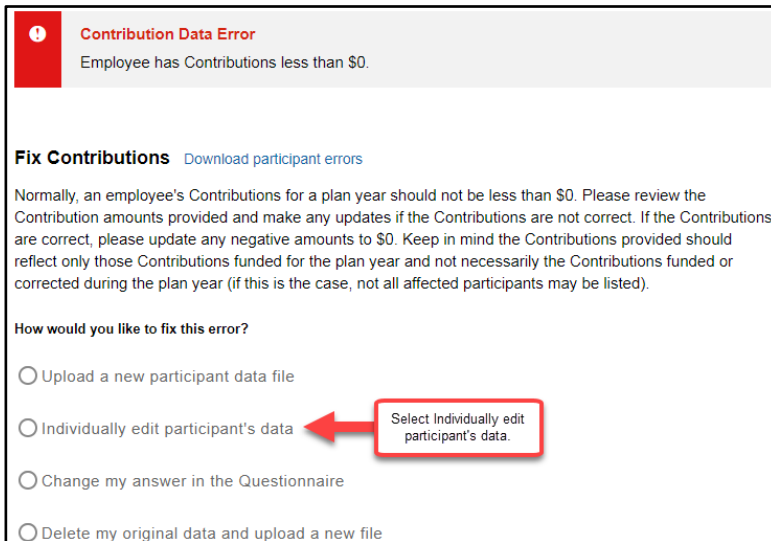 Contribution Data Error
Employee has Contributions less than $0.
Fix Contributions Download participant errors
Normally, an employee's Contributions for a plan year should not be less than $0. Please review the
Contribution amounts provided and make any updates if the Contributions are not correct. If the Contributions
are correct, please update any negative amounts to $0. Keep in mind the Contributions provided should
reflect only those Contributions funded for the plan year and not necessarily the Contributions funded or
corrected during the plan year (if this is the case, not all affected participants may be listed).
How would you like to fix this error?
Upload a new participant data file
Individually edit participant's data
Select Individually edit
participant's data.
Change my answer in the Questionnaire
Delete my original data and upload a new file